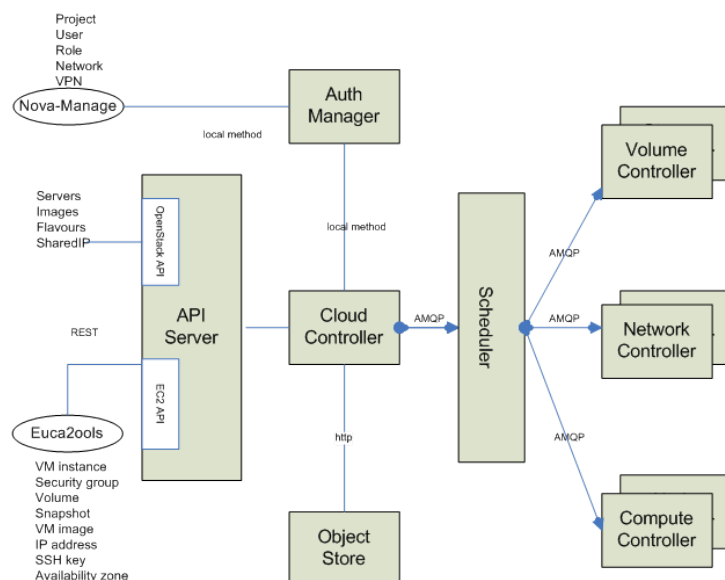 Project
User
Role
Network
VPN
Nova-Manage
Auth
Manager
local method
Servers
Images
Flavours
SharedIP
OpenStack API
API
Server
REST
EC2 API
Euca2ools
VM instance
Security group
Volume
Snapshot
VM image
IP address
SSH key
Availability zone
local method
Cloud
Controller
AMQP
http
Object
Store
Scheduler
AMQP
AMQP
AMQP
Volume
Controller
Network
Controller
Compute
Controller